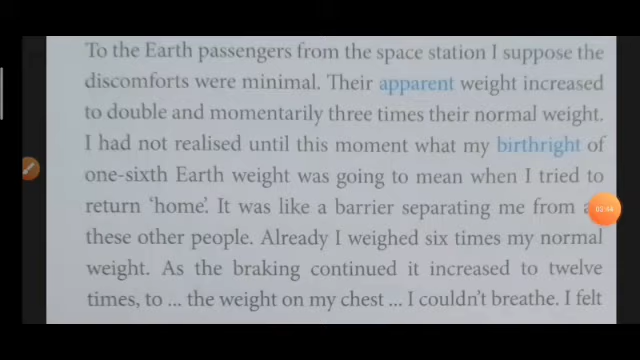 To the Earth passengers from the space station I suppose the
discomforts were minimal. Their apparent weight increased
to double and momentarily three times their normal weight.
I had not realised until this moment what my birthright of
one-sixth Earth weight was going to mean when I tried to
return ‘home’. It was like a barrier separating me from
these other people. Already I weighed six times my normal
weight. As the braking continued it increased to twelve
times, to ... the weight on my chest ... I couldn’t breathe. I felt